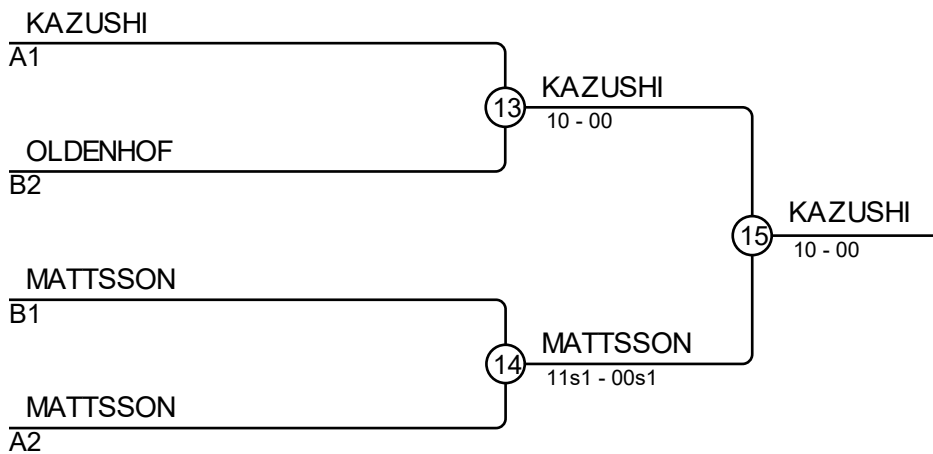 KAZUSHI
A1
13
KAZUSHI
10 - 00
OLDENHOF
B2
15
KAZUSHI
10 - 00
MATTSSON
B1
14
MATTSSON
11s1 - 00s1
MATTSSON
A2